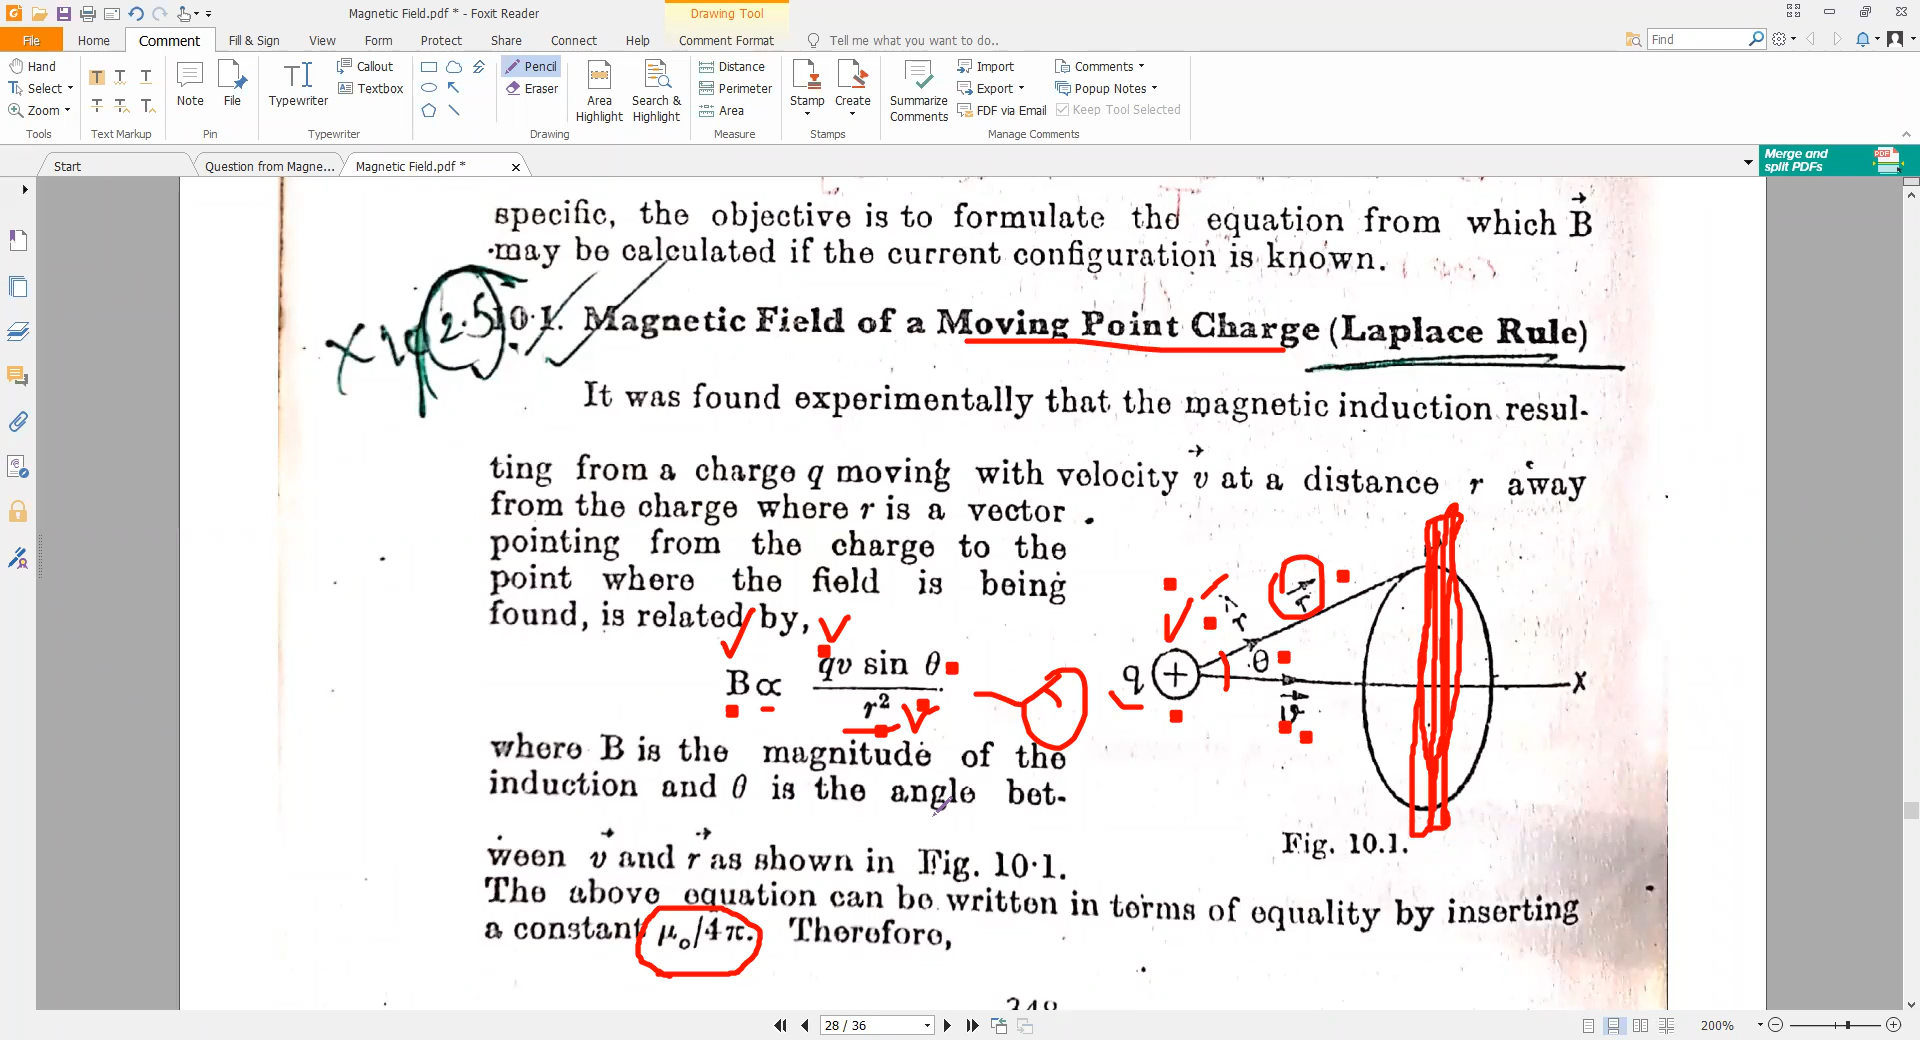 Magnetic Field.pdf * - Foxit Reader
Drawing Tool
File
Home
Comment
Fill & Sign
View
Form
Protect
Share
Connect
Help
Comment Format
Tell me what you want to do..
Find
Hand
Select
Zoom
Tools
Text Markup
Note
File
Pin
Typewriter
Callout
Textbox
Typewriter
Pencil
Eraser
Area Highlight
Search & Highlight
Drawing
Distance
Perimeter
Area
Measure
Stamp
Create
Stamps
Summarize Comments
Import
Export
FDF via Email
Comments
Popup Notes
Keep Tool Selected
Manage Comments
Start
Question from Magne...
Magnetic Field.pdf *
Merge and split PDFs
specific, the objective is to formulate the equation from which B⃗
may be calculated if the current configuration is known.
2.5
10·1. Magnetic Field of a Moving Point Charge (Laplace Rule)
It was found experimentally that the magnetic induction resul-
ting from a charge q moving with velocity v⃗ at a distance r away
from the charge where r is a vector
pointing from the charge to the
point where the field is being
found, is related by,
B ∝ qv sin θ / r²
where B is the magnitude of the
induction and θ is the angle bet-
ween v⃗ and r⃗ as shown in Fig. 10·1.
q + r θ r⃗ v⃗ X
Fig. 10.1.
The above equation can be written in terms of equality by inserting
a constant μ₀/4π. Therefore,
28 / 36
200%